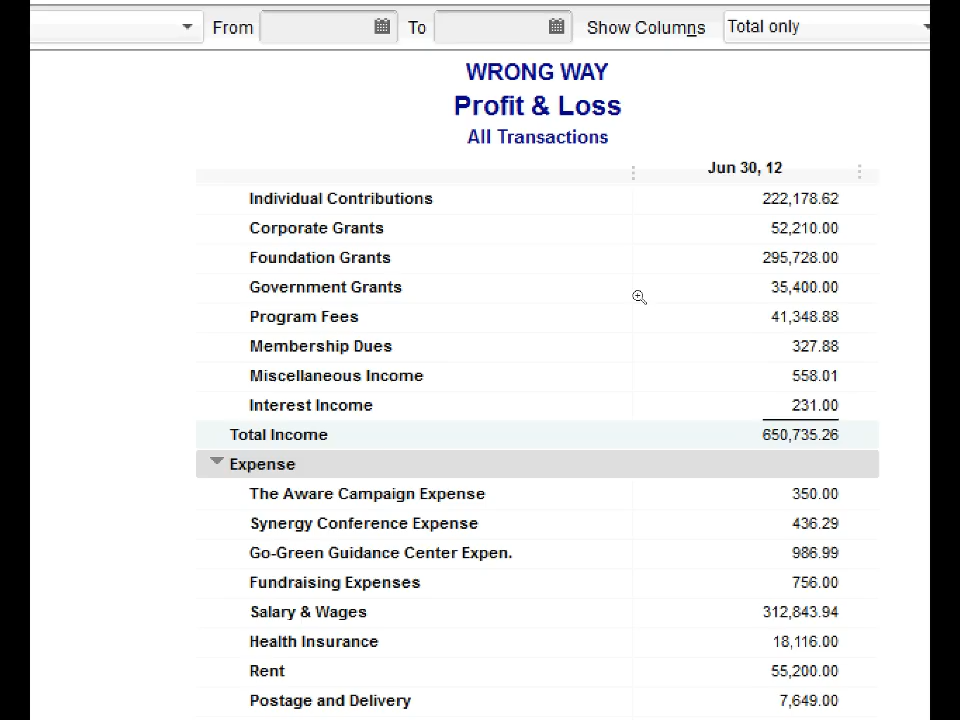 From To Show Columns Total only
WRONG WAY
Profit & Loss
All Transactions
Jun 30, 12
Individual Contributions 222,178.62
Corporate Grants 52,210.00
Foundation Grants 295,728.00
Government Grants 35,400.00
Program Fees 41,348.88
Membership Dues 327.88
Miscellaneous Income 558.01
Interest Income 231.00
Total Income 650,735.26
Expense
The Aware Campaign Expense 350.00
Synergy Conference Expense 436.29
Go-Green Guidance Center Expen. 986.99
Fundraising Expenses 756.00
Salary & Wages 312,843.94
Health Insurance 18,116.00
Rent 55,200.00
Postage and Delivery 7,649.00